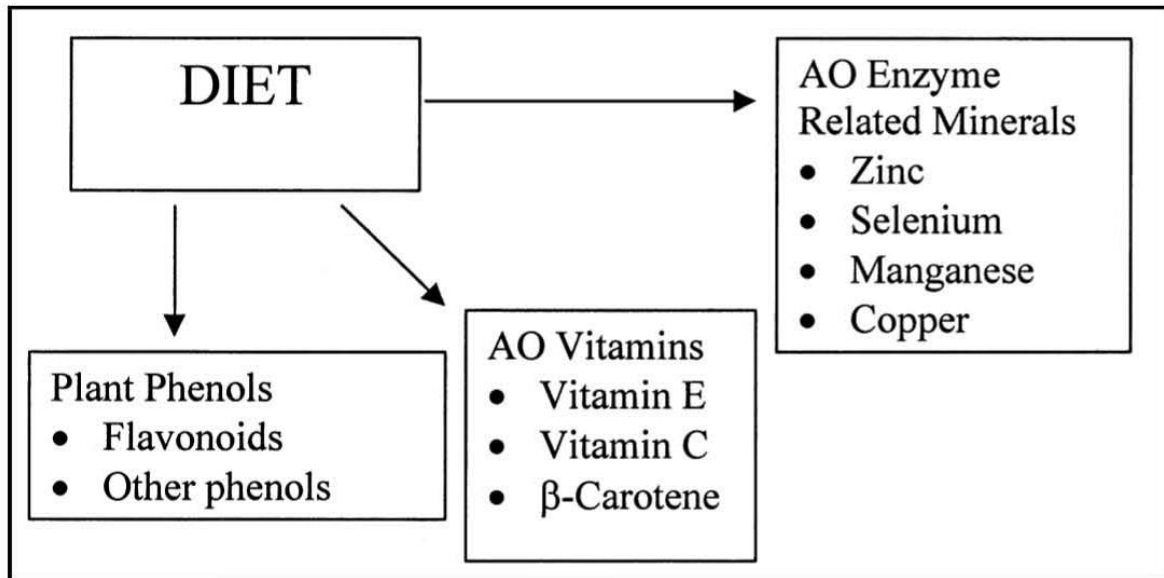 DIET
AO Enzyme
Related Minerals
• Zinc
• Selenium
• Manganese
• Copper
Plant Phenols
• Flavonoids
• Other phenols
AO Vitamins
• Vitamin E
• Vitamin C
• β-Carotene